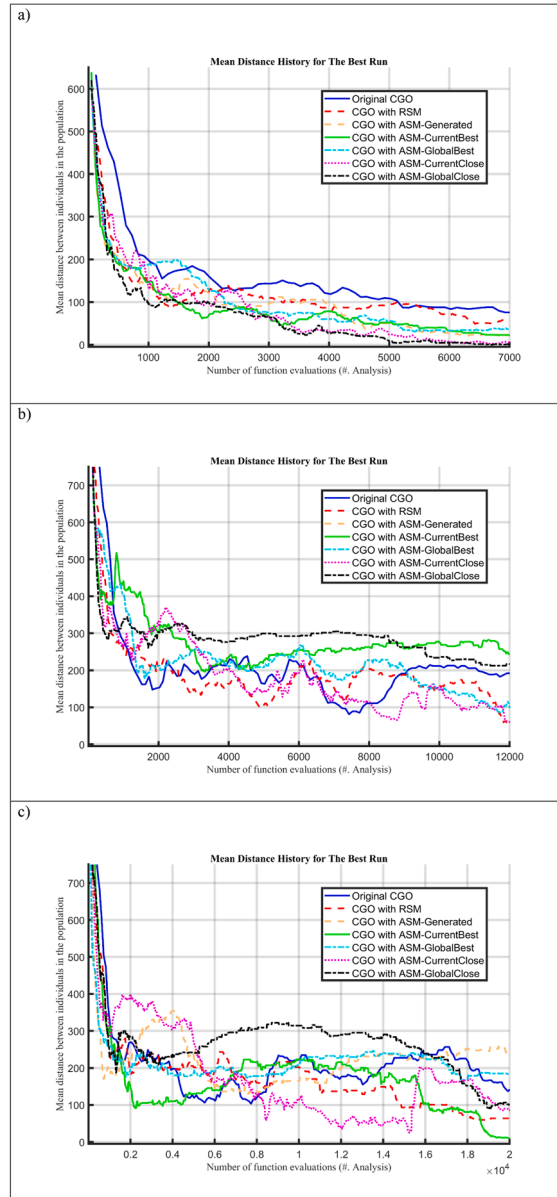 a)
Mean Distance History for The Best Run
Mean distance between individuals in the population
600
500
400
300
200
100
0
Original CGO
CGO with RSM
CGO with ASM-Generated
CGO with ASM-CurrentBest
CGO with ASM-GlobalBest
CGO with ASM-CurrentClose
CGO with ASM-GlobalClose
1000 2000 3000 4000 5000 6000 7000
Number of function evaluations (#. Analysis)
b)
Mean Distance History for The Best Run
Mean distance between individuals in the population
700
600
500
400
300
200
100
0
Original CGO
CGO with RSM
CGO with ASM-Generated
CGO with ASM-CurrentBest
CGO with ASM-GlobalBest
CGO with ASM-CurrentClose
CGO with ASM-GlobalClose
2000 4000 6000 8000 10000 12000
Number of function evaluations (#. Analysis)
c)
Mean Distance History for The Best Run
Mean distance between individuals in the population
700
600
500
400
300
200
100
0
Original CGO
CGO with RSM
CGO with ASM-Generated
CGO with ASM-CurrentBest
CGO with ASM-GlobalBest
CGO with ASM-CurrentClose
CGO with ASM-GlobalClose
0.2 0.4 0.6 0.8 1 1.2 1.4 1.6 1.8 2
Number of function evaluations (#. Analysis)
×10⁴